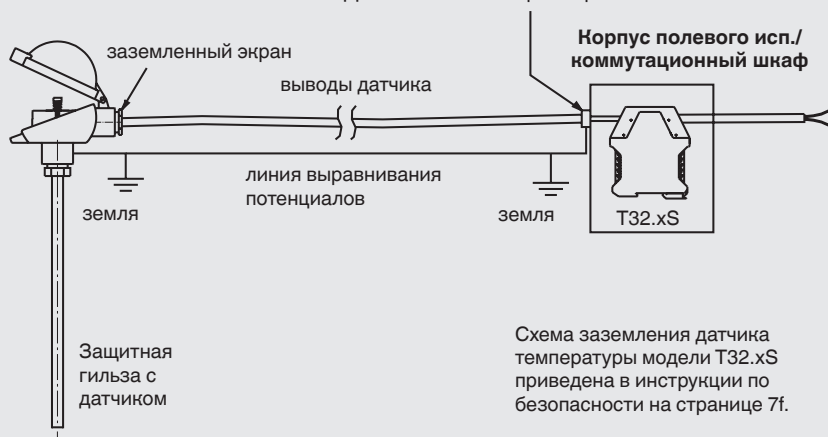 Корпус полевого исп./
коммутационный шкаф
заземленный экран
выводы датчика
линия выравнивания
потенциалов
земля
земля
T32.xS
Защитная
гильза с
датчиком
Схема заземления датчика
температуры модели T32.xS
приведена в инструкции по
безопасности на странице 7f.